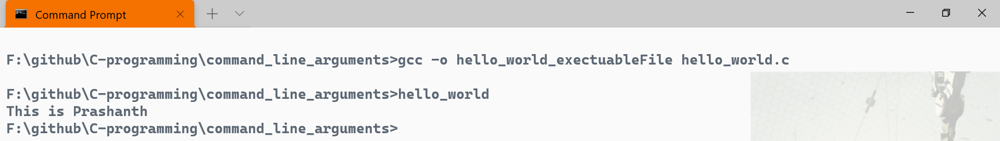 Command Prompt
F:\github\C-programming\command_line_arguments>gcc -o hello_world_exectuableFile hello_world.c
F:\github\C-programming\command_line_arguments>hello_world
This is Prashanth
F:\github\C-programming\command_line_arguments>